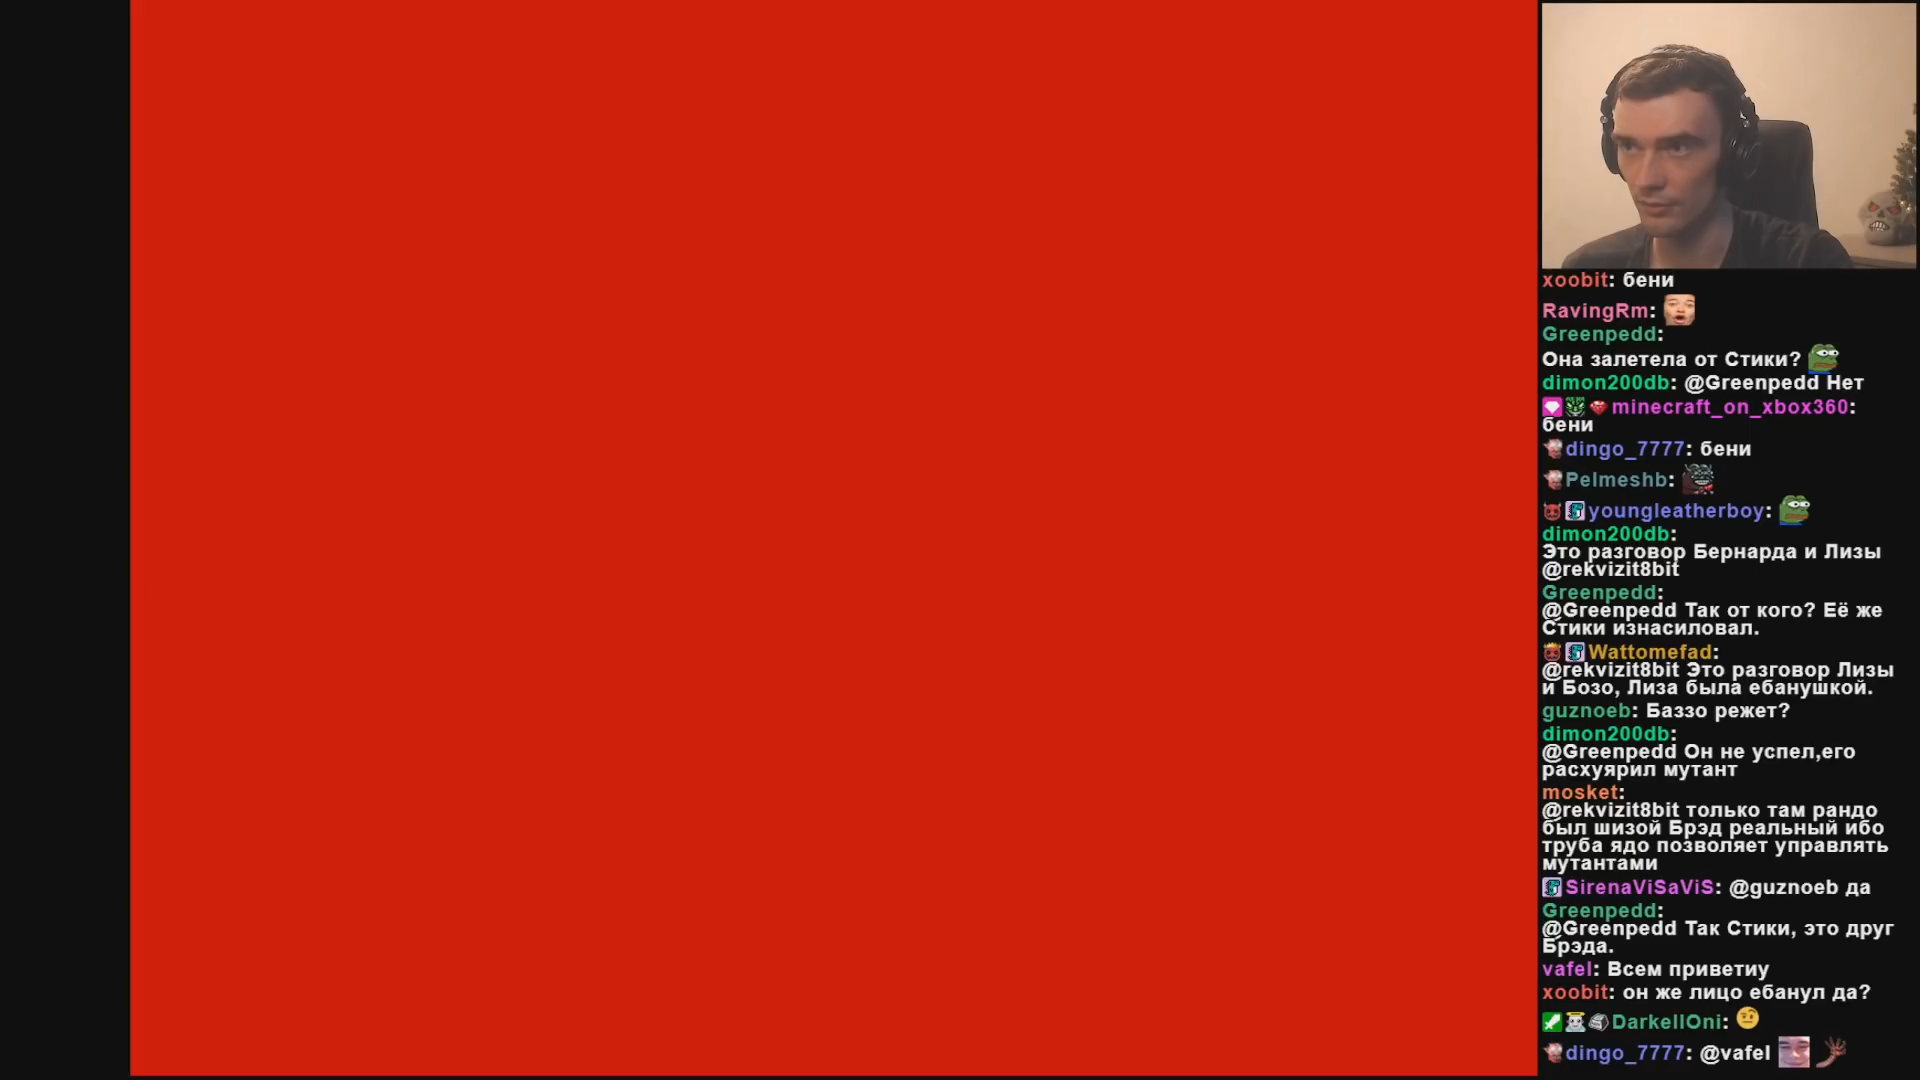 xoobit: бени
RavingRm:
Greenpedd:
Она залетела от Стики?
dimon200db: @Greenpedd Нет
minecraft_on_xbox360:
бени
dingo_7777: бени
Pelmeshb:
youngleatherboy:
dimon200db:
Это разговор Бернарда и Лизы
@rekvizit8bit
Greenpedd:
@Greenpedd Так от кого? Её же
Стики изнасиловал.
Wattomefad:
@rekvizit8bit Это разговор Лизы
и Бозо, Лиза была ебанушкой.
guznoeb: Баззо режет?
dimon200db:
@Greenpedd Он не успел,его
расхуярил мутант
mosket:
@rekvizit8bit только там рандо
был шизой Брэд реальный ибо
труба ядо позволяет управлять
мутантами
SirenaViSaViS: @guznoeb да
Greenpedd:
@Greenpedd Так Стики, это друг
Брэда.
vafel: Всем приветиу
xoobit: он же лицо ебанул да?
DarkellOni:
dingo_7777: @vafel